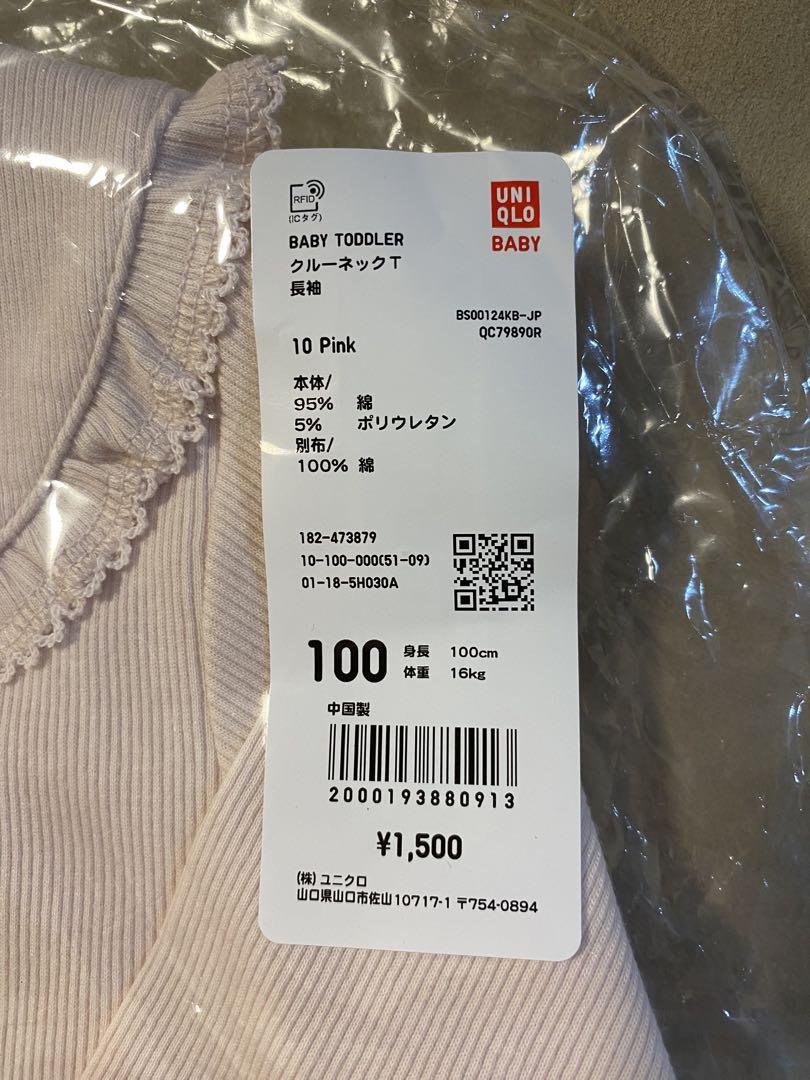 RFID
(ICタグ)
UNI
QLO
BABY
BABY TODDLER
クルーネックT
長袖
BS00124KB-JP
QC79890R
10 Pink
本体/
95% 綿
5% ポリウレタン
別布/
100% 綿
182-473879
10-100-000(51-09)
01-18-5H030A
100
身長 100cm
体重 16kg
中国製
2000193880913
¥1,500
(株) ユニクロ
山口県山口市佐山10717-1 〒754-0894